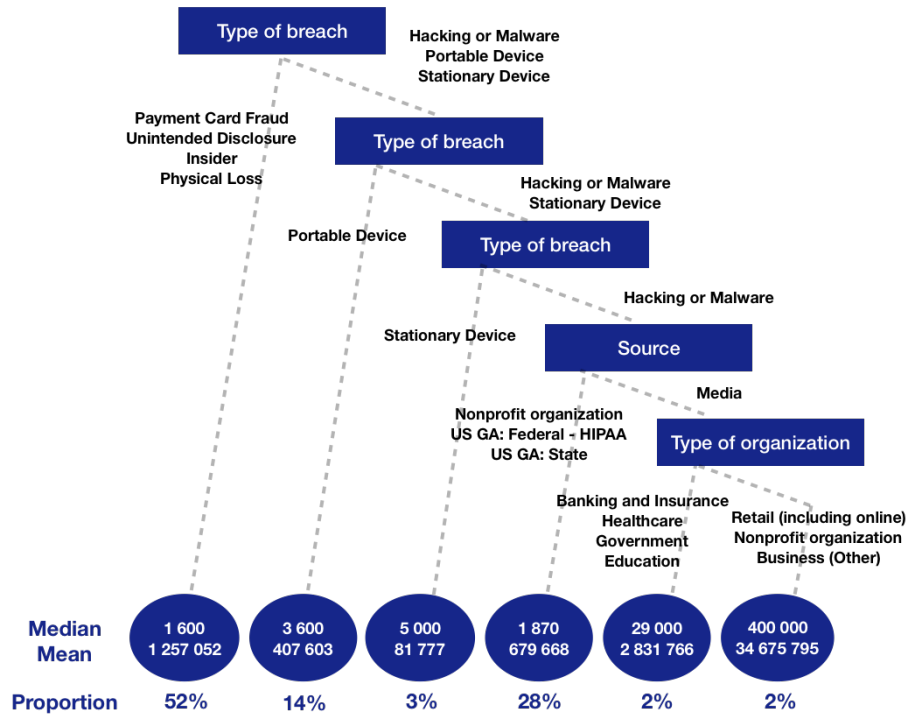 Type of breach
Hacking or Malware
Portable Device
Stationary Device
Payment Card Fraud
Unintended Disclosure
Insider
Physical Loss
Type of breach
Hacking or Malware
Stationary Device
Portable Device
Type of breach
Hacking or Malware
Stationary Device
Source
Media
Nonprofit organization
US GA: Federal - HIPAA
US GA: State
Type of organization
Banking and Insurance
Healthcare
Government
Education
Retail (including online)
Nonprofit organization
Business (Other)
Median 1 600 3 600 5 000 1 870 29 000 400 000
Mean 1 257 052 407 603 81 777 679 668 2 831 766 34 675 795
Proportion 52% 14% 3% 28% 2% 2%